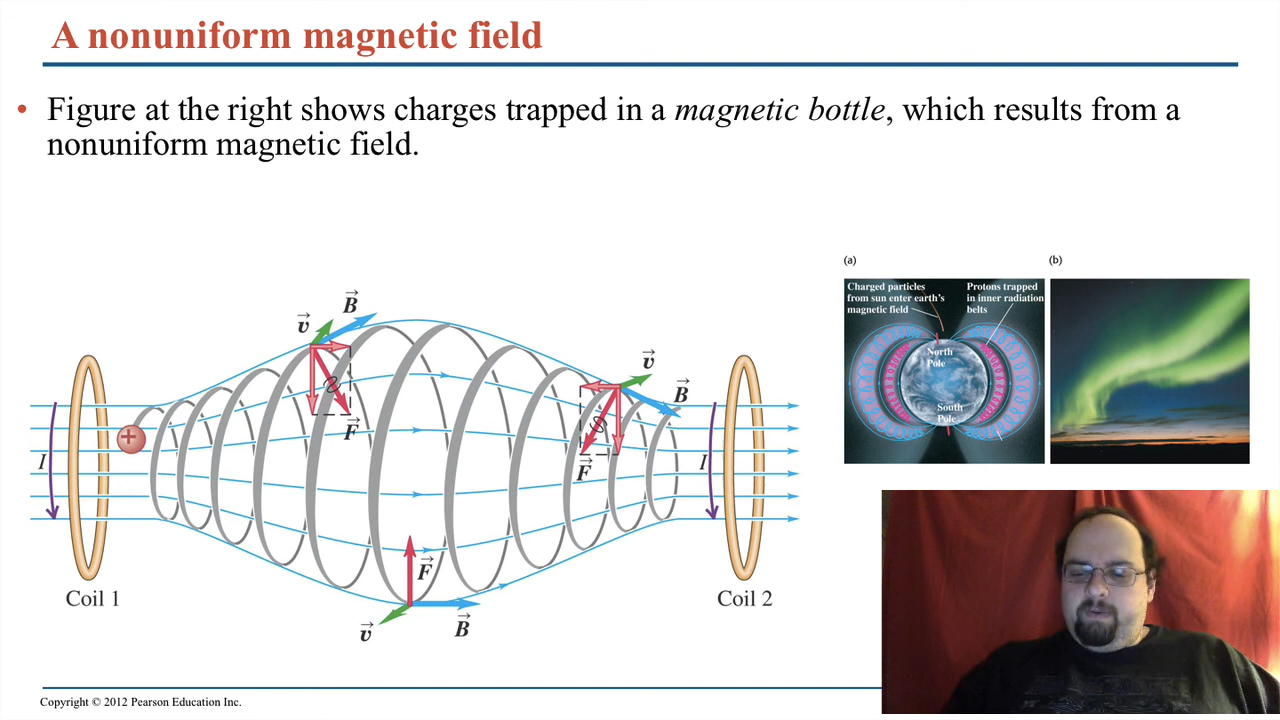 A nonuniform magnetic field
• Figure at the right shows charges trapped in a magnetic bottle, which results from a
nonuniform magnetic field.
(a)
(b)
Charged particles
from sun enter earth's
magnetic field
Protons trapped
in inner radiation
belts
North
Pole
South
Pole
B
v
F
v
B
F
+
I
I
F
v
B
Coil 1
Coil 2
Copyright © 2012 Pearson Education Inc.